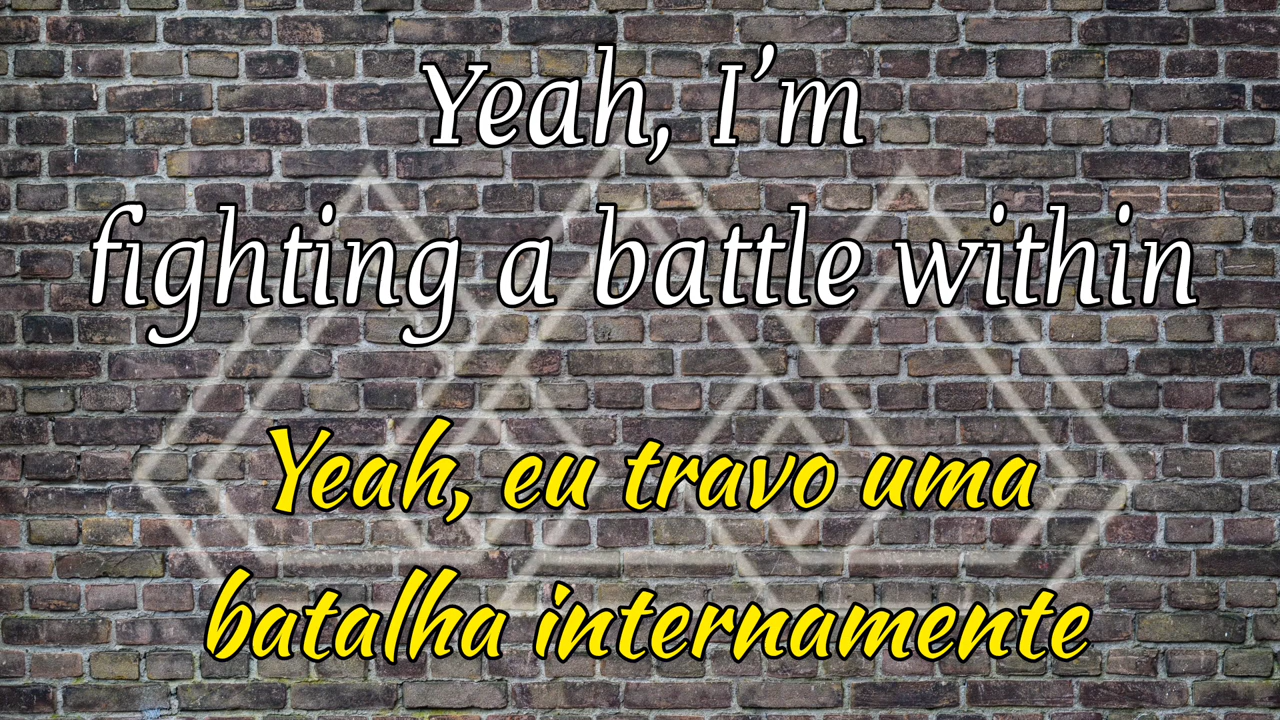 Yeah, I’m
fighting a battle within
Yeah, eu travo uma
batalha internamente